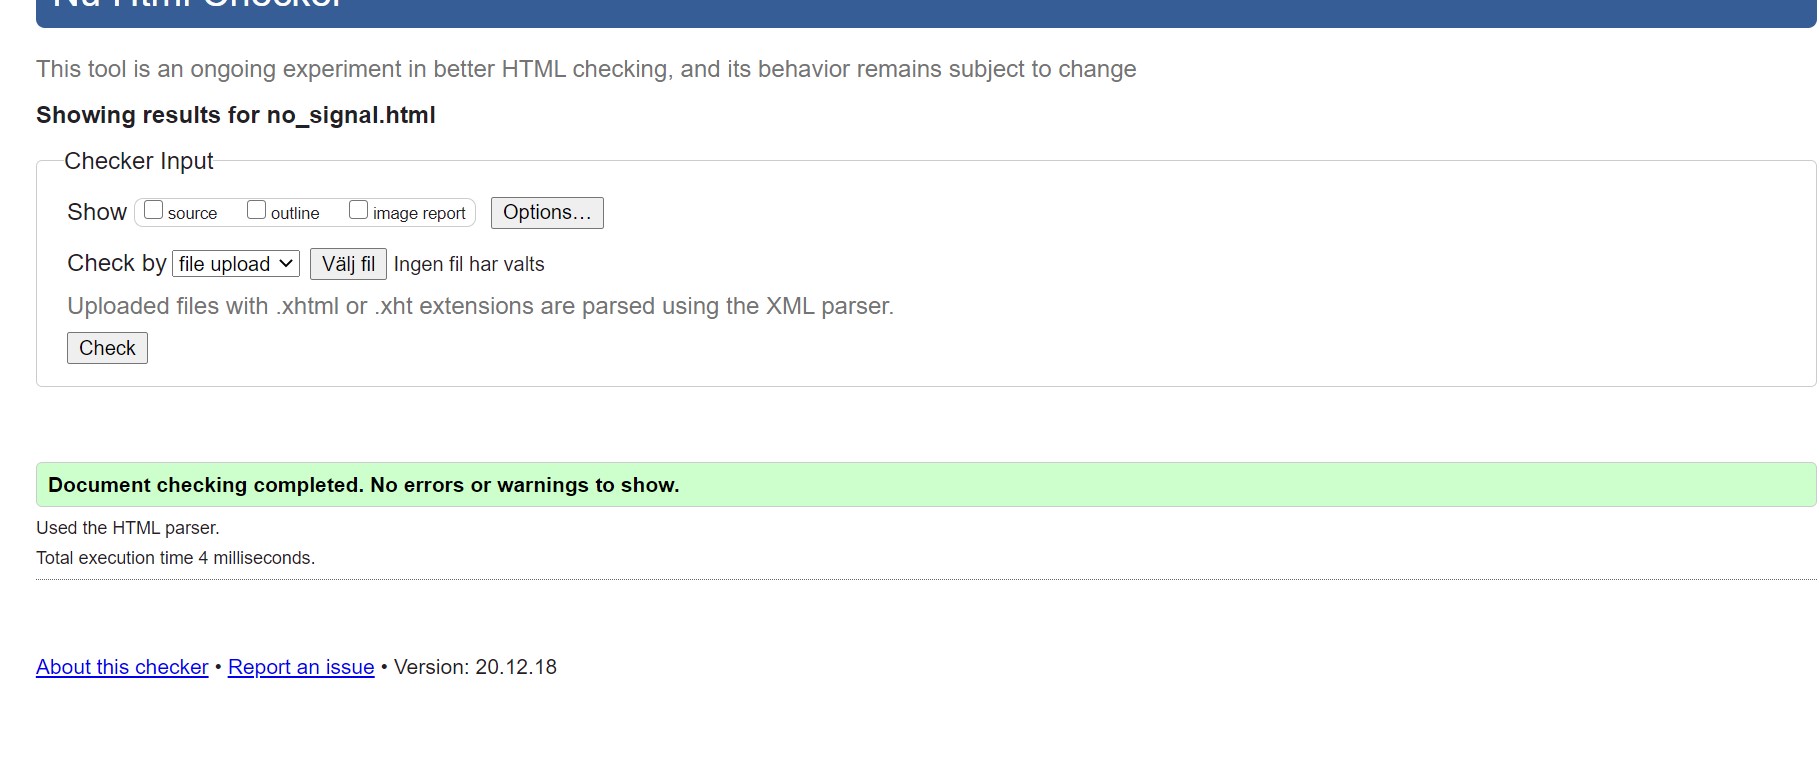 Nu Html Checker
This tool is an ongoing experiment in better HTML checking, and its behavior remains subject to change
Showing results for no_signal.html
Checker Input
Show source outline image report Options...
Check by file upload Välj fil Ingen fil har valts
Uploaded files with .xhtml or .xht extensions are parsed using the XML parser.
Check
Document checking completed. No errors or warnings to show.
Used the HTML parser.
Total execution time 4 milliseconds.
About this checker • Report an issue • Version: 20.12.18